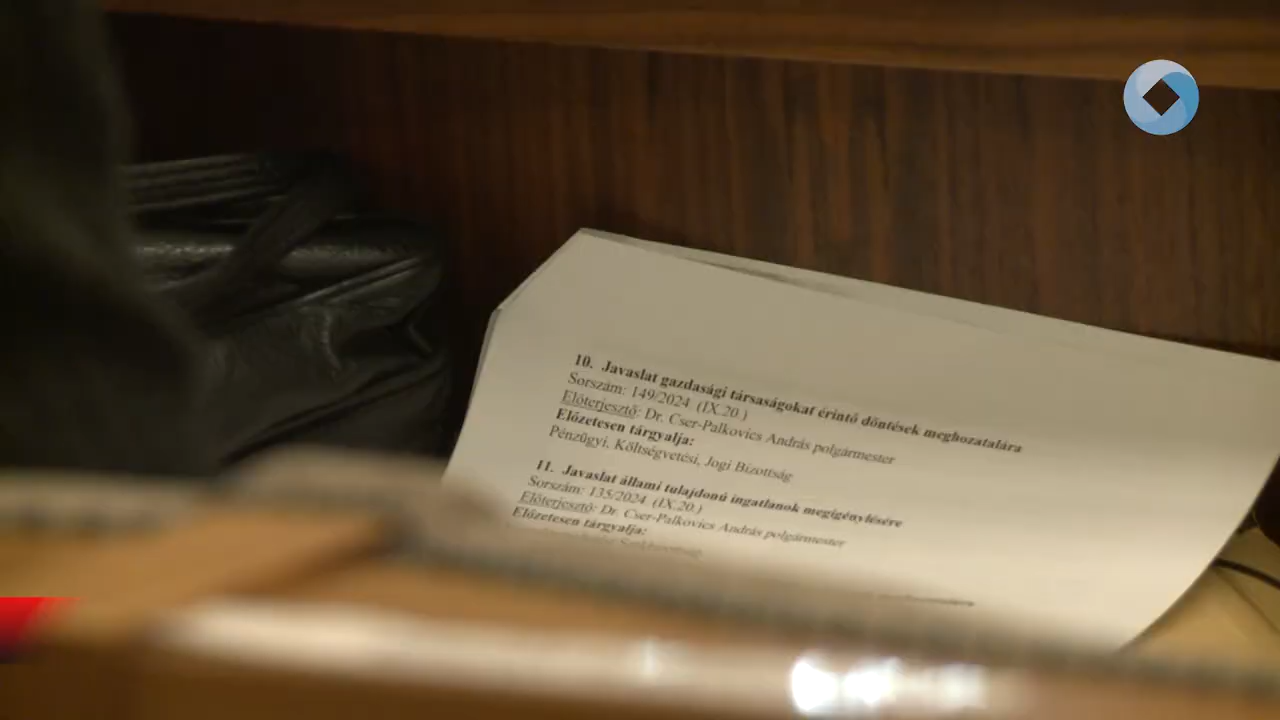 10. Javaslat gazdasági társaságokat érintő döntések meghozatalára
Sorszám: 149/2024 (IX.20.)
Előterjesztő: Dr. Cser-Palkovics András polgármester
Előzetesen tárgyalja:
Pénzügyi, Költségvetési, Jogi Bizottság
11. Javaslat állami tulajdonú ingatlanok megigénylésére
Sorszám: 135/2024 (IX.20.)
Előterjesztő: Dr. Cser-Palkovics András polgármester
Előzetesen tárgyalja: